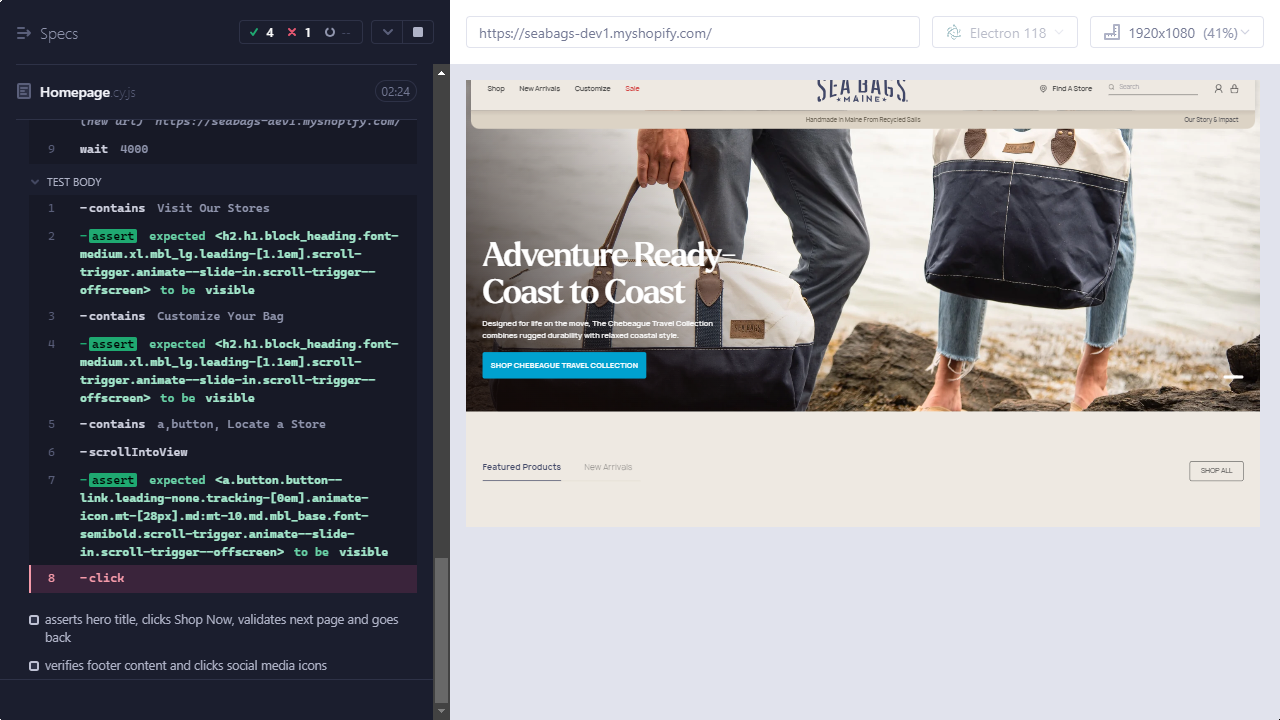 Specs
4
1
--
https://seabags-dev1.myshopify.com/
Electron 118
1920x1080 (41%)
Homepage.cy.js
02:24
(new url) https://seabags-dev1.myshopify.com/
9 wait 4000
TEST BODY
1 -contains Visit Our Stores
2 -assert expected <h2.h1.block_heading.font-
medium.xl.mbl_lg.leading-[1.1em].scroll-
trigger.animate--slide-in.scroll-trigger--
offscreen> to be visible
3 -contains Customize Your Bag
4 -assert expected <h2.h1.block_heading.font-
medium.xl.mbl_lg.leading-[1.1em].scroll-
trigger.animate--slide-in.scroll-trigger--
offscreen> to be visible
5 -contains a,button, Locate a Store
6 -scrollIntoView
7 -assert expected <a.button.button--
link.leading-none.tracking-[0em].animate-
icon.mt-[28px].md:mt-10.md.mbl_base.font-
semibold.scroll-trigger.animate--slide-
in.scroll-trigger--offscreen> to be visible
8 -click
asserts hero title, clicks Shop Now, validates next page and goes
back
verifies footer content and clicks social media icons
Shop New Arrivals Customize Sale
SEA BAGS
MAINE
Find A Store
Search
Handmade In Maine From Recycled Sails
Our Story & Impact
Adventure Ready–
Coast to Coast
Designed for life on the move, The Chebeague Travel Collection
combines rugged durability with relaxed coastal style.
SHOP CHEBEAGUE TRAVEL COLLECTION
SEA BAGS
Featured Products
New Arrivals
SHOP ALL